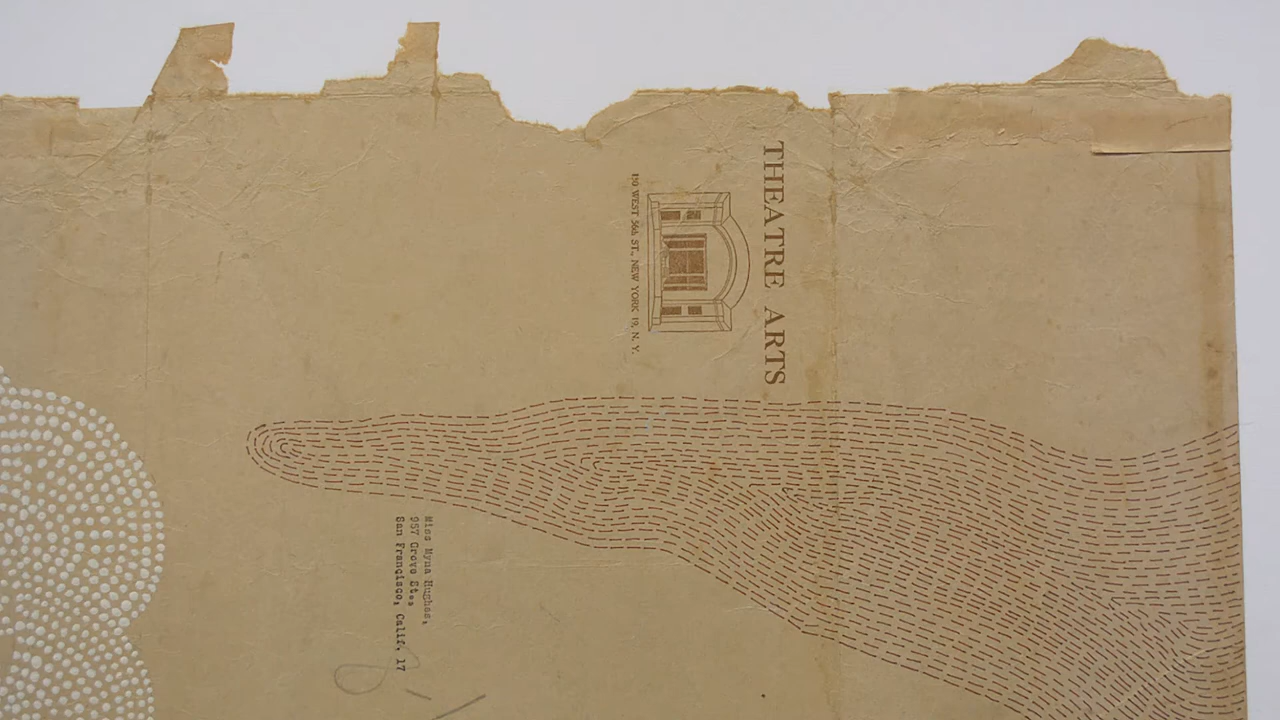 THEATRE ARTS
130 WEST 56th ST., NEW YORK 19, N. Y.
Miss Myna Hughes,
957 Grove St.,
San Francisco, Calif. 17